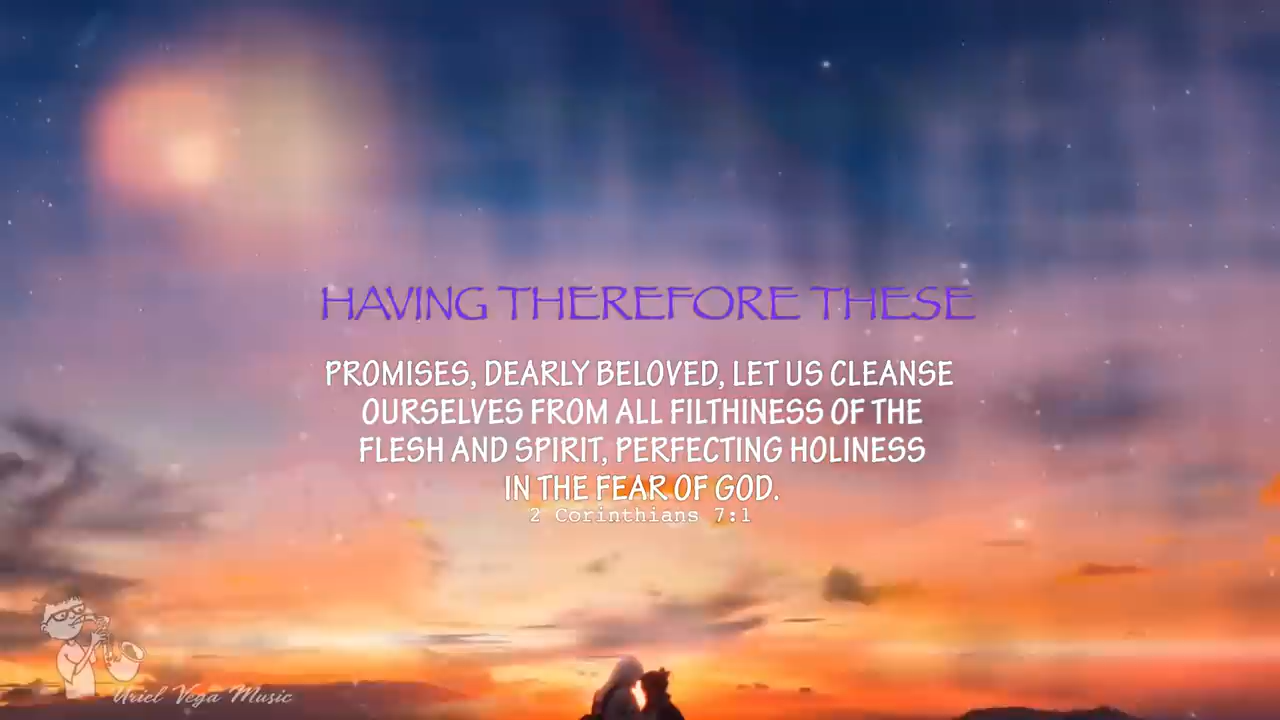 HAVING THEREFORE THESE
PROMISES, DEARLY BELOVED, LET US CLEANSE
OURSELVES FROM ALL FILTHINESS OF THE
FLESH AND SPIRIT, PERFECTING HOLINESS
IN THE FEAR OF GOD.
2 Corinthians 7:1
Uriel Vega Music